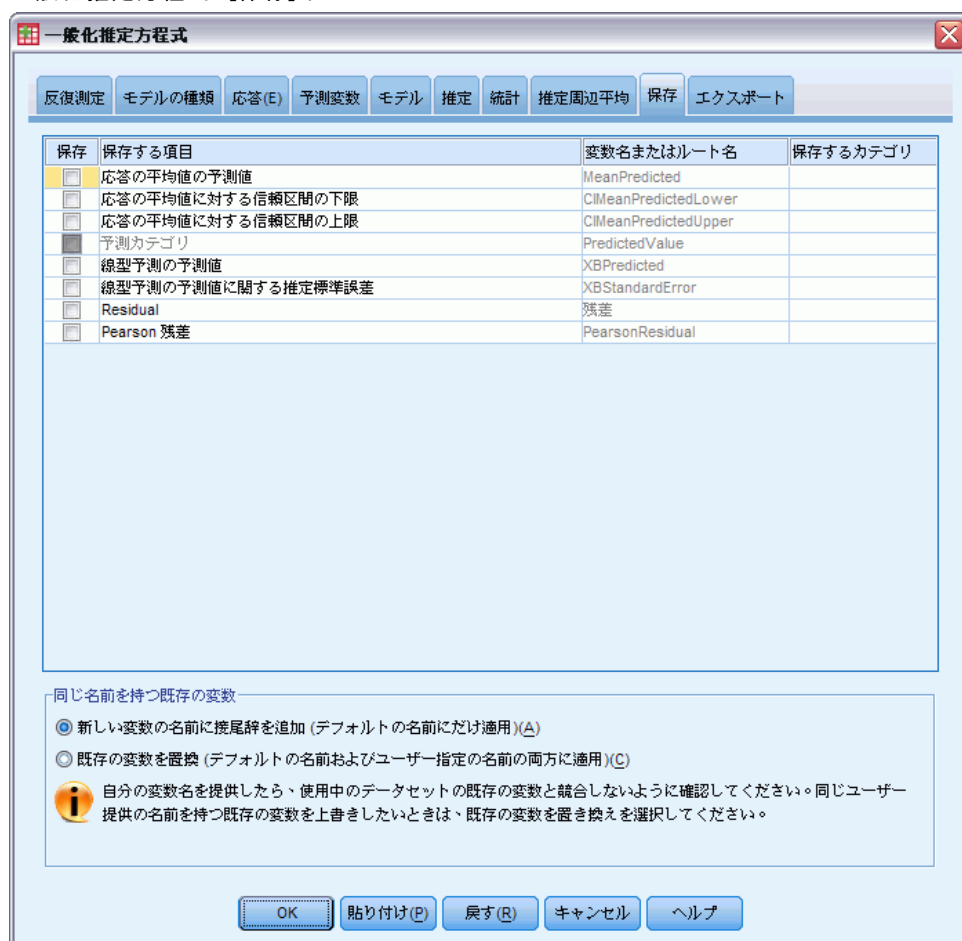 一般化推定方程式
反復測定 モデルの種類 応答(E) 予測変数 モデル 推定 統計 推定周辺平均 保存 エクスポート
保存 保存する項目 変数名またはルート名 保存するカテゴリ
応答の平均値の予測値 MeanPredicted
応答の平均値に対する信頼区間の下限 CIMeanPredictedLower
応答の平均値に対する信頼区間の上限 CIMeanPredictedUpper
予測カテゴリ PredictedValue
線型予測の予測値 XBPredicted
線型予測の予測値に関する推定標準誤差 XBStandardError
Residual 残差
Pearson 残差 PearsonResidual
同じ名前を持つ既存の変数
新しい変数の名前に接尾辞を追加 (デフォルトの名前にだけ適用)(A)
既存の変数を置換 (デフォルトの名前およびユーザー指定の名前の両方に適用)(C)
自分の変数名を提供したら、使用中のデータセットの既存の変数と競合しないように確認してください。同じユーザー
提供の名前を持つ既存の変数を上書きしたいときは、既存の変数を置き換えを選択してください。
OK 貼り付け(P) 戻す(R) キャンセル ヘルプ